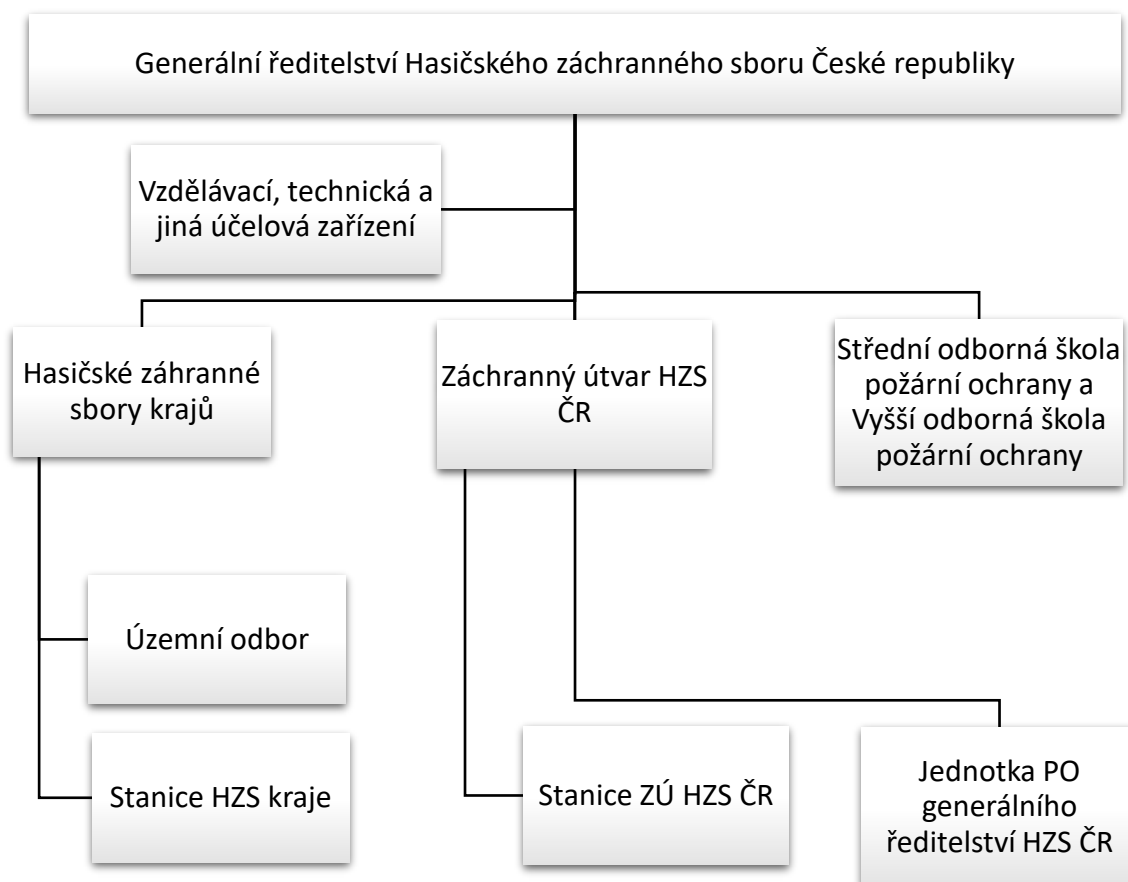 Generální ředitelství Hasičského záchranného sboru České republiky
Vzdělávací, technická a
jiná účelová zařízení
Hasičské záhranné
sbory krajů
Záchranný útvar HZS
ČR
Střední odborná škola
požární ochrany a
Vyšší odborná škola
požární ochrany
Územní odbor
Stanice HZS kraje
Stanice ZÚ HZS ČR
Jednotka PO
generálního
ředitelství HZS ČR